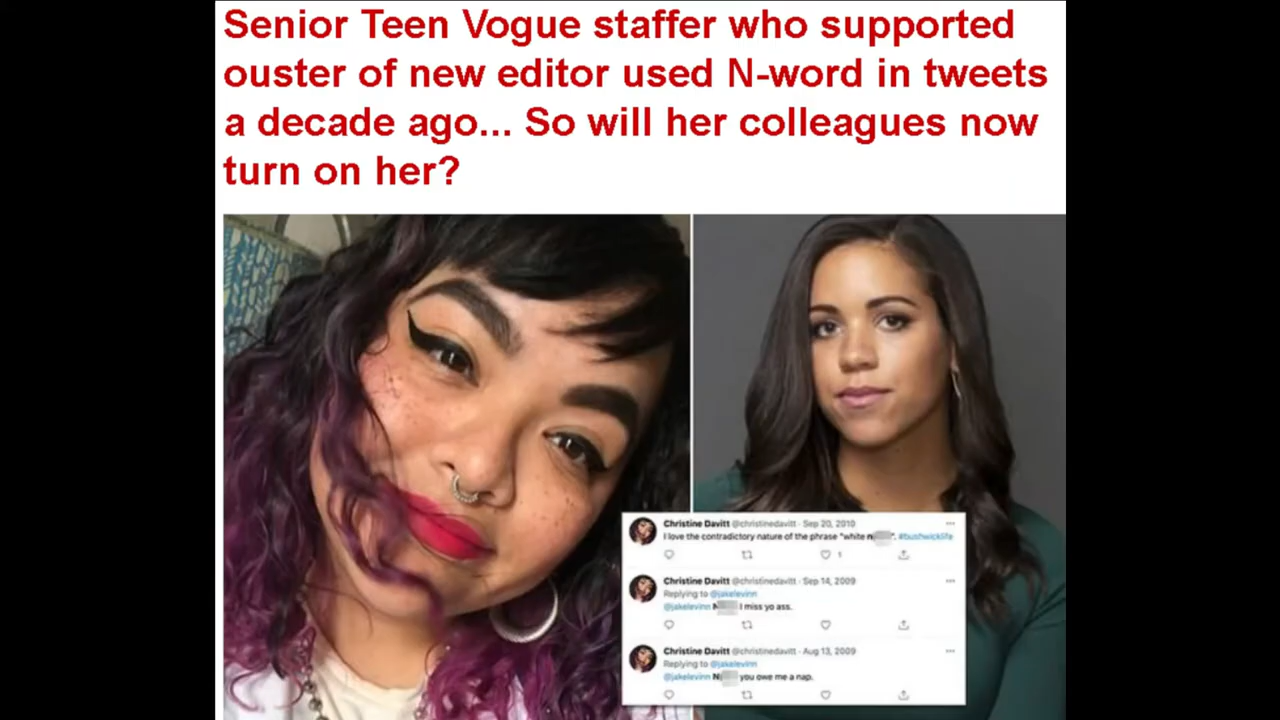 Senior Teen Vogue staffer who supported
ouster of new editor used N-word in tweets
a decade ago... So will her colleagues now
turn on her?
Christine Davitt @christinedavitt · Sep 20, 2010
I love the contradictory nature of the phrase "white n ". #bushwicklife
1
Christine Davitt @christinedavitt · Sep 14, 2009
Replying to @jakelevinn
@jakelevinn N I miss yo ass.
Christine Davitt @christinedavitt · Aug 13, 2009
Replying to @jakelevinn
@jakelevinn N you owe me a nap.